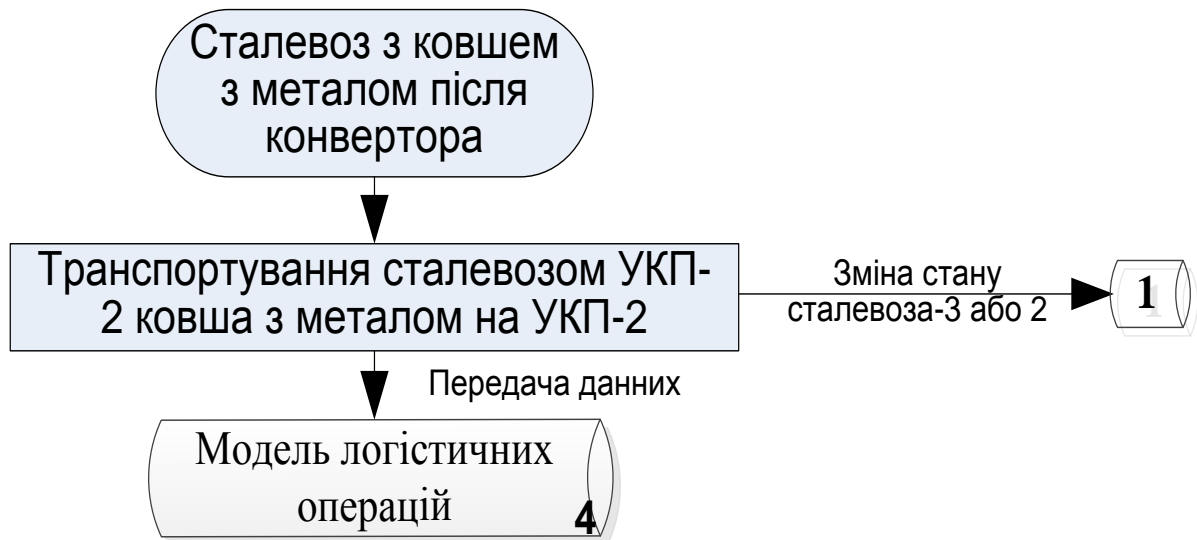 Сталевоз з ковшем
з металом після
конвертора
Транспортування сталевозом УКП-
2 ковша з металом на УКП-2
Зміна стану
сталевоза-3 або 2
1
Передача данних
Модель логістичних
операцій
4